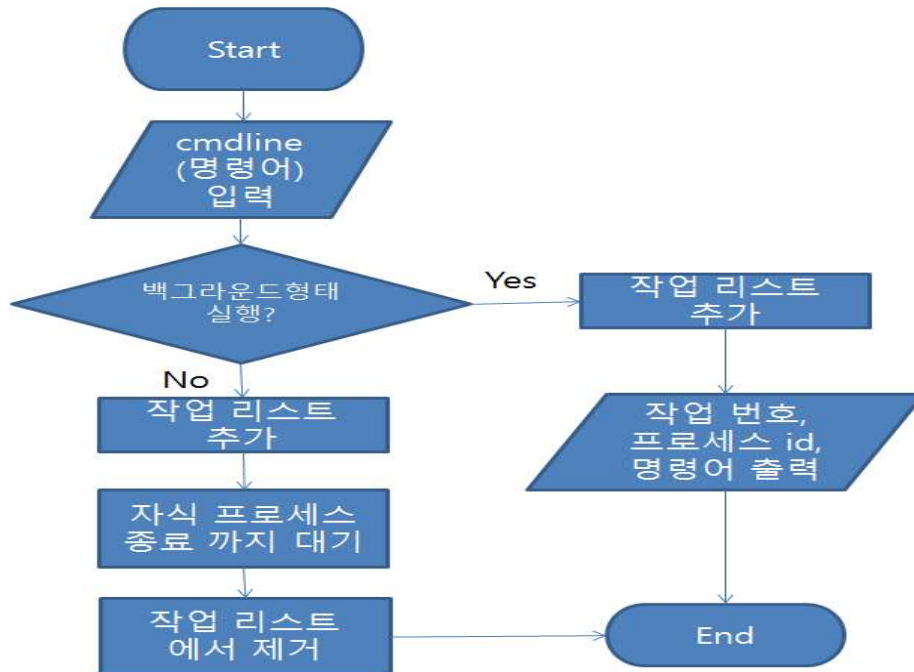 Start
cmdline
(명령어)
입력
백그라운드형태
실행?
Yes
작업 리스트
추가
No
작업 리스트
추가
작업 번호,
프로세스 id,
명령어 출력
자식 프로세스
종료 까지 대기
작업 리스트
에서 제거
End